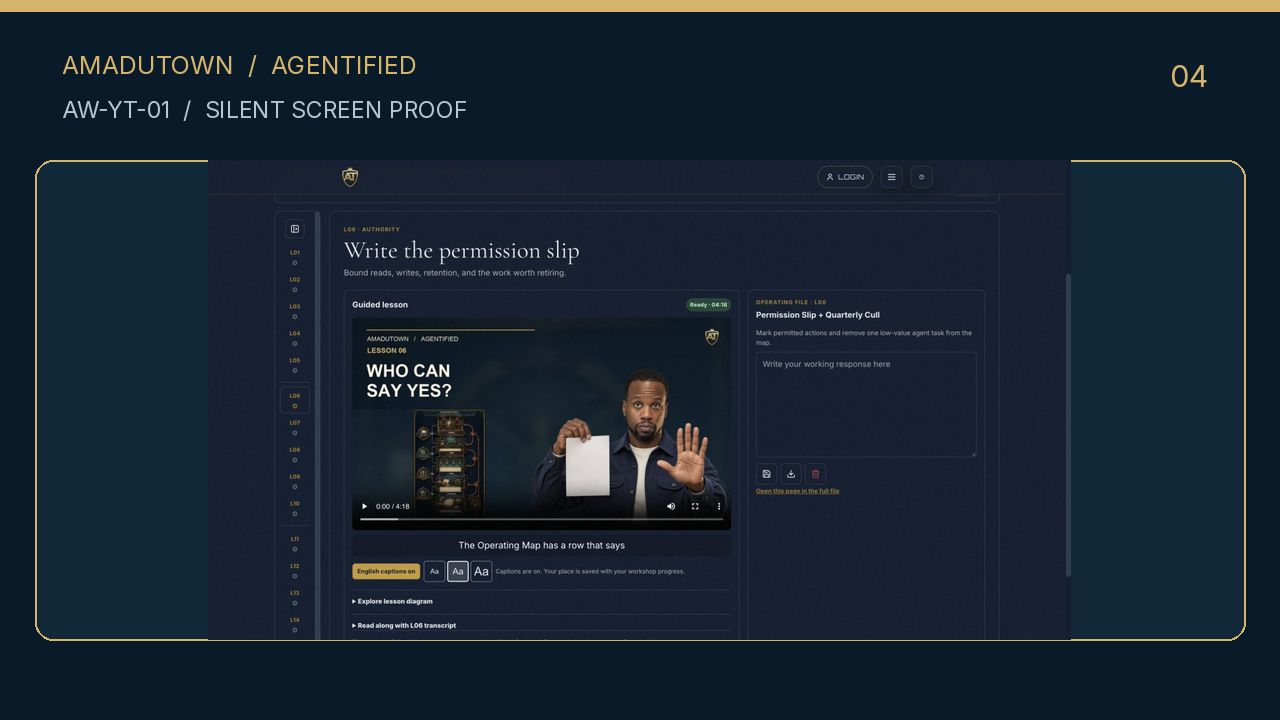 AMADUTOWN / AGENTIFIED
04
AW-YT-01 / SILENT SCREEN PROOF
AT
LOGIN
L01
L02
L03
L04
L05
L06
L07
L08
L09
L10
L11
L12
L13
L14
L06 · AUTHORITY
Write the permission slip
Bound reads, writes, retention, and the work worth retiring.
Guided lesson
Ready · 04:18
AMADUTOWN / AGENTIFIED
LESSON 06
WHO CAN
SAY YES?
AT
0:00 / 4:18
The Operating Map has a row that says
English captions on
Aa
Aa
Aa
Captions are on. Your place is saved with your workshop progress.
▸ Explore lesson diagram
▸ Read along with L06 transcript
OPERATING FILE · L06
Permission Slip + Quarterly Cull
Mark permitted actions and remove one low-value agent task from the
map.
Write your working response here
Open this page in the full file